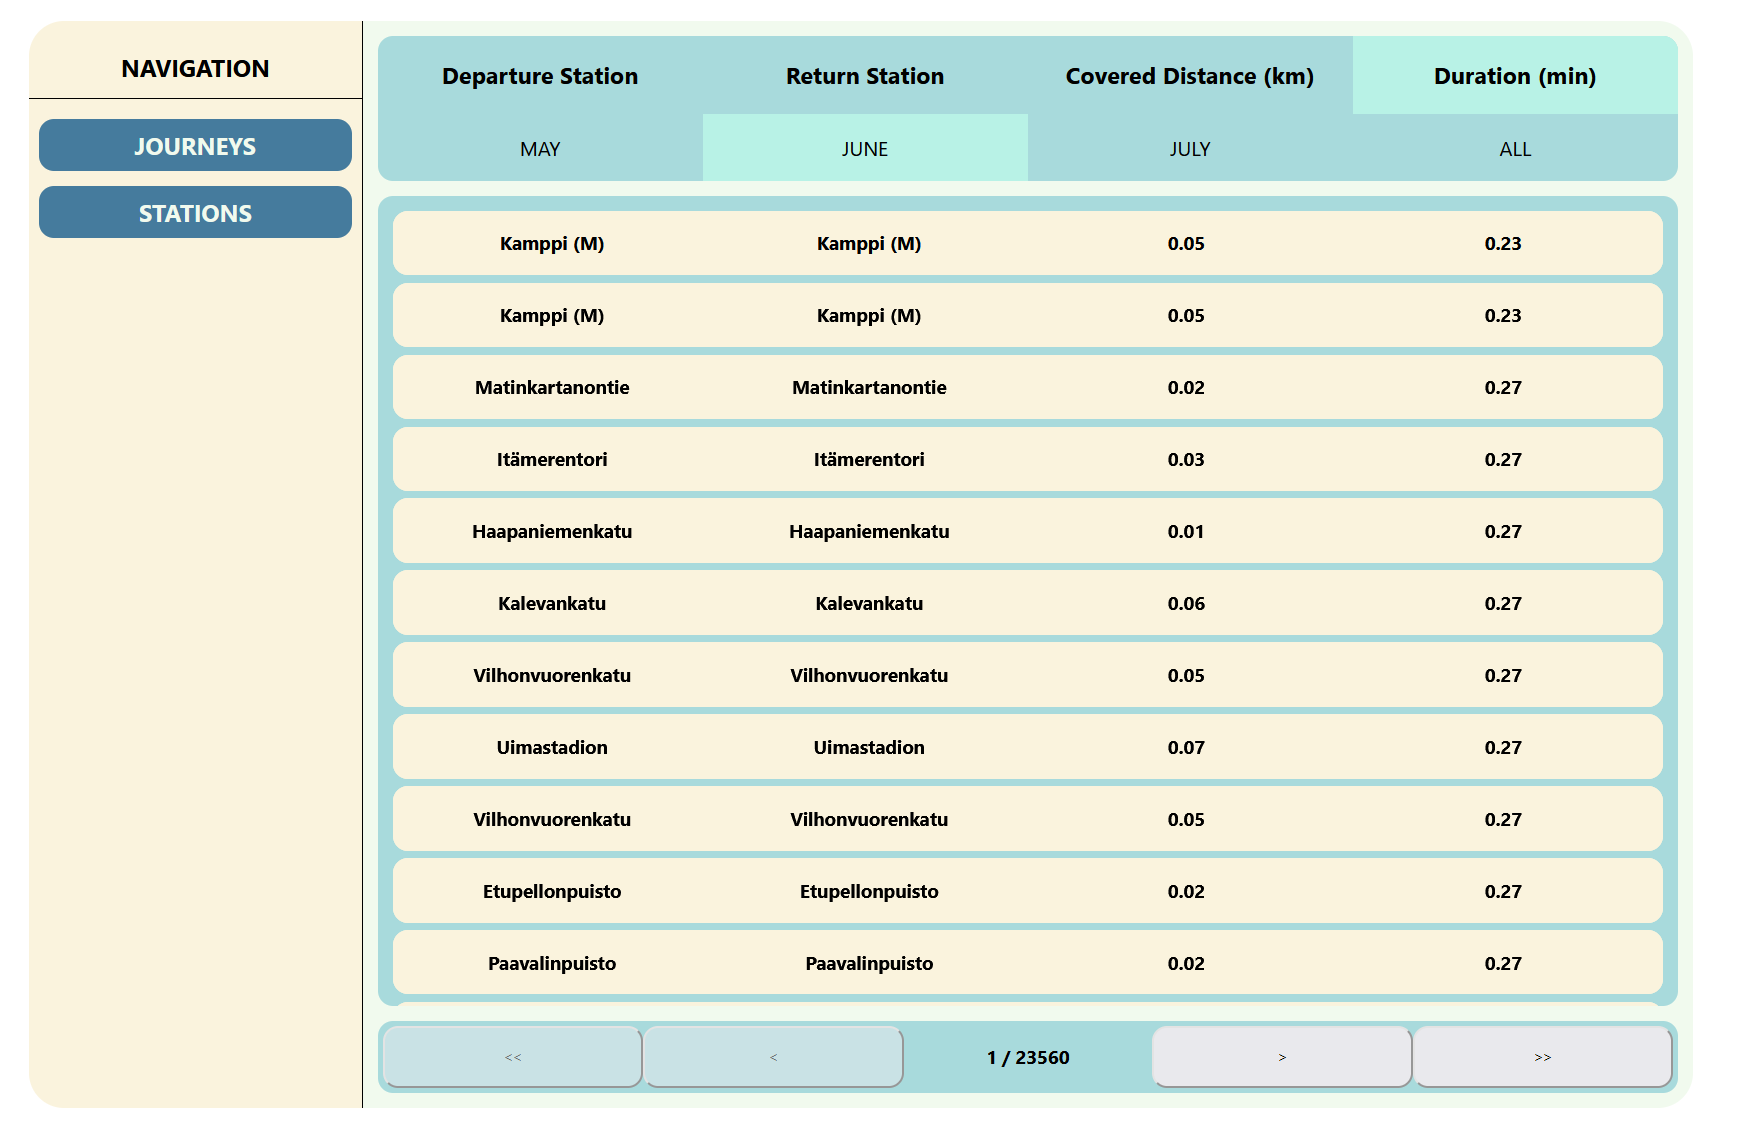 NAVIGATION
JOURNEYS
STATIONS
Departure Station Return Station Covered Distance (km) Duration (min)
MAY JUNE JULY ALL
Kamppi (M) Kamppi (M) 0.05 0.23
Kamppi (M) Kamppi (M) 0.05 0.23
Matinkartanontie Matinkartanontie 0.02 0.27
Itämerentori Itämerentori 0.03 0.27
Haapaniemenkatu Haapaniemenkatu 0.01 0.27
Kalevankatu Kalevankatu 0.06 0.27
Vilhonvuorenkatu Vilhonvuorenkatu 0.05 0.27
Uimastadion Uimastadion 0.07 0.27
Vilhonvuorenkatu Vilhonvuorenkatu 0.05 0.27
Etupellonpuisto Etupellonpuisto 0.02 0.27
Paavalinpuisto Paavalinpuisto 0.02 0.27
<< < 1 / 23560 > >>